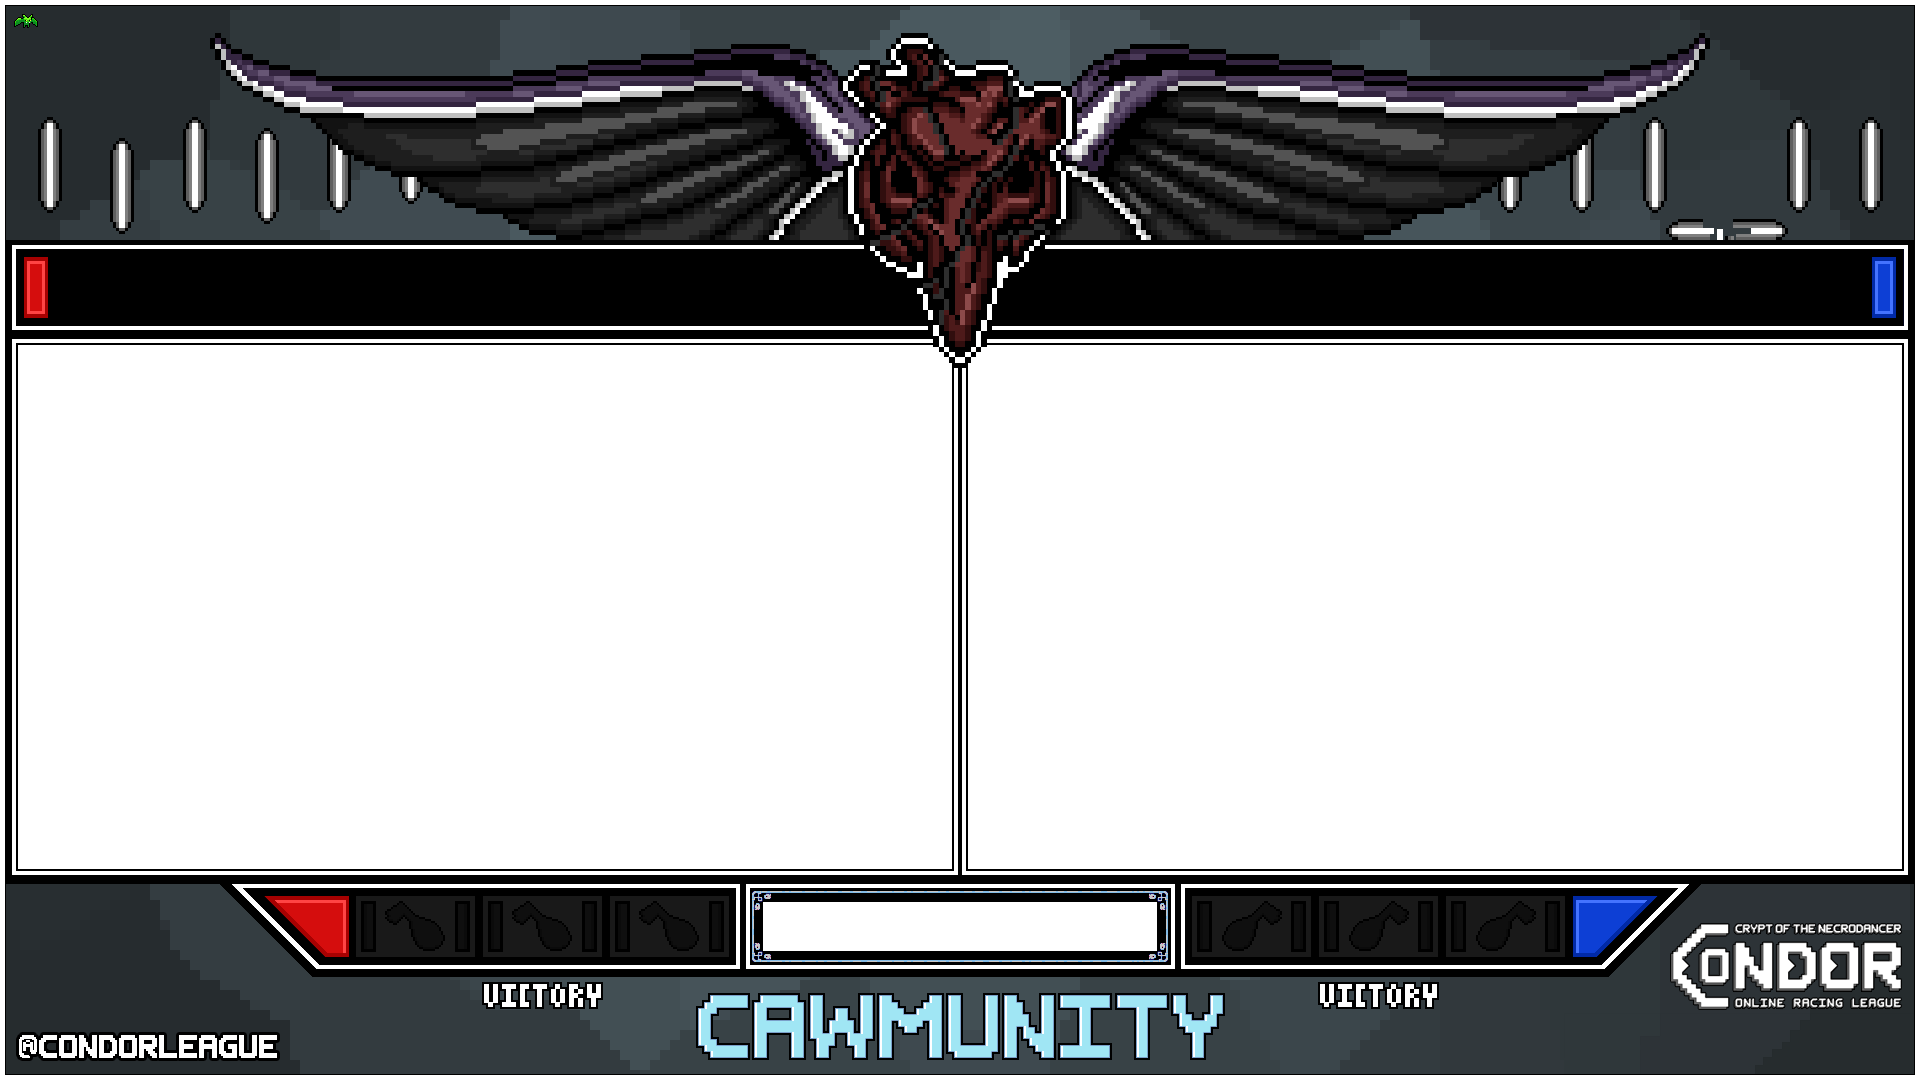 CRYPT OF THE NECRODANCER
CONDOR
ONLINE RACING LEAGUE
VICTORY
VICTORY
CAWMUNITY
@CONDORLEAGUE